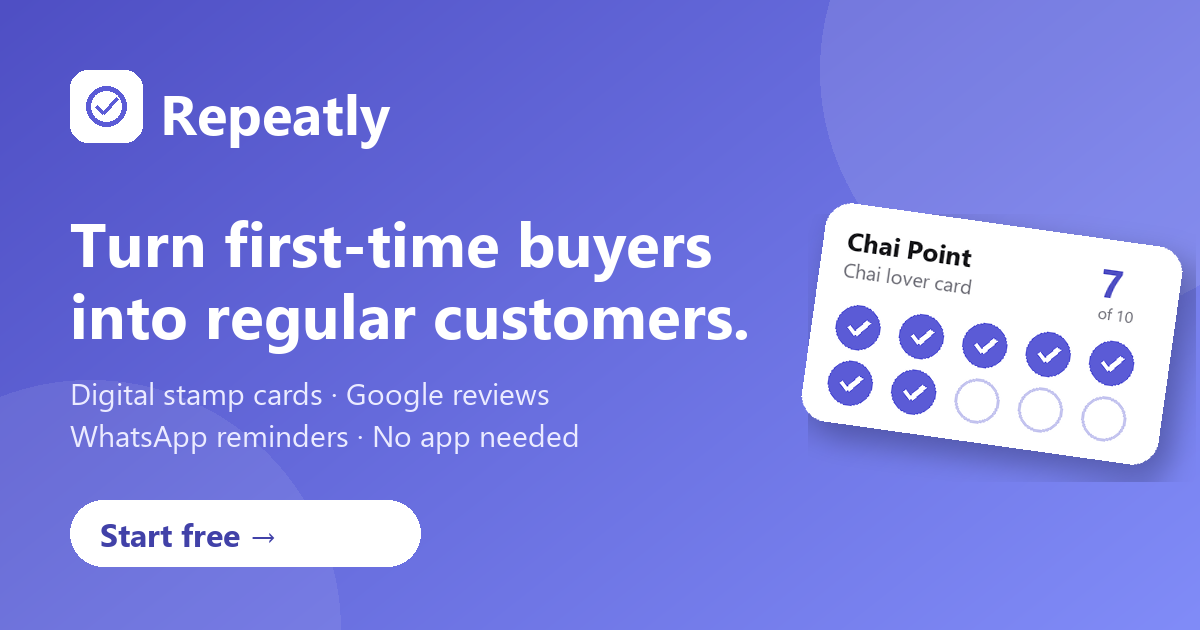 Repeatly
Turn first-time buyers
into regular customers.
Digital stamp cards · Google reviews
WhatsApp reminders · No app needed
Start free →
Chai Point
Chai lover card
7
of 10